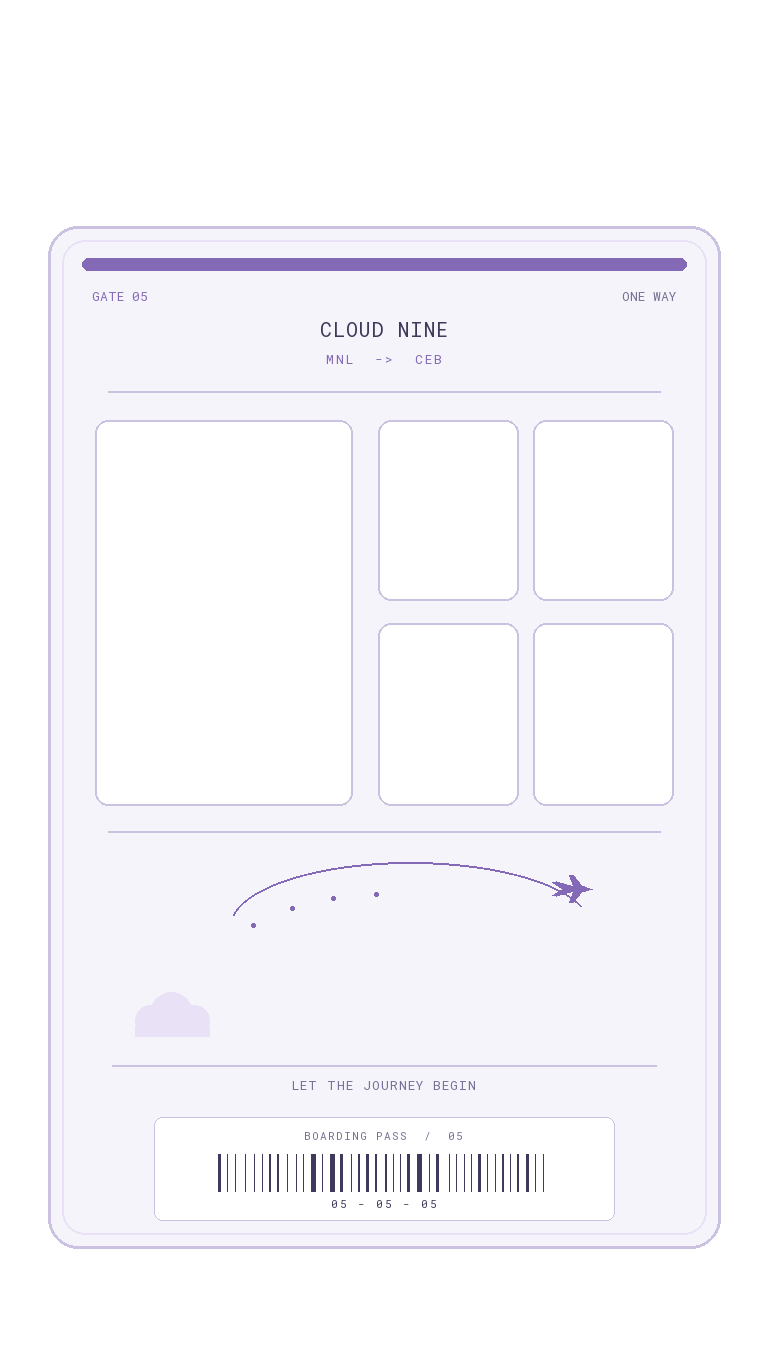 GATE 05
ONE WAY
CLOUD NINE
MNL -> CEB
LET THE JOURNEY BEGIN
BOARDING PASS / 05
05 - 05 - 05